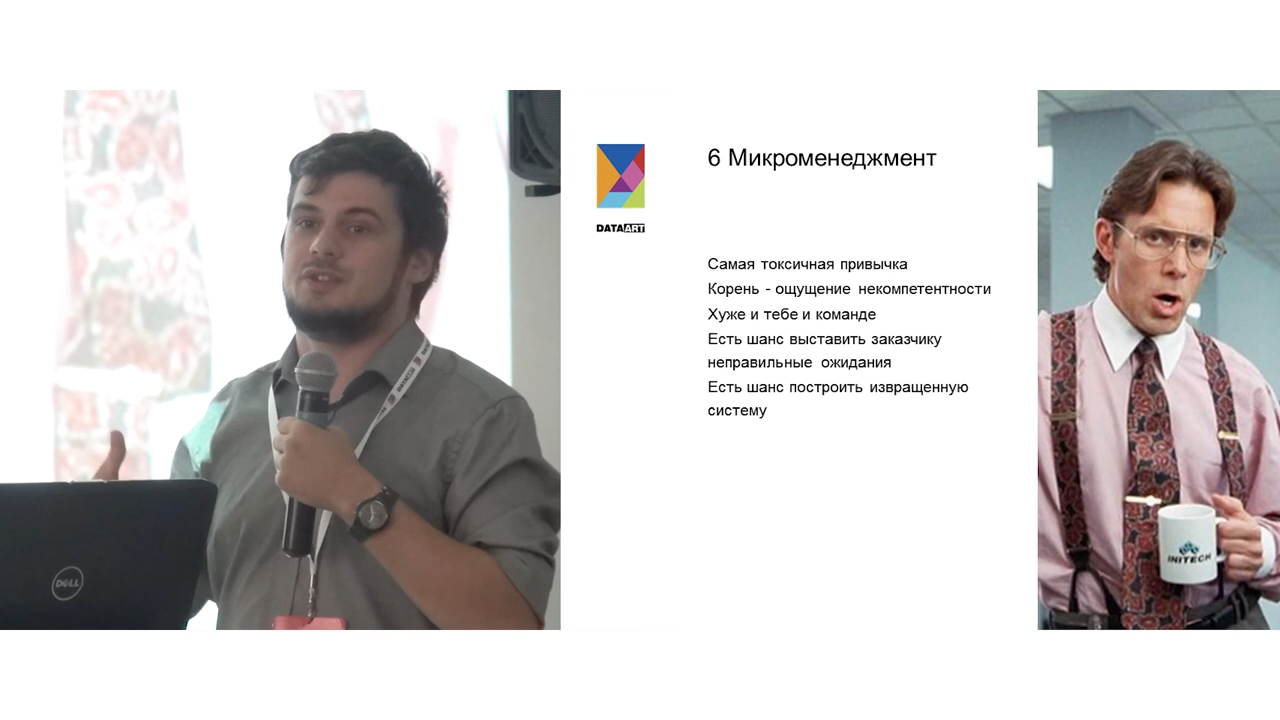 DATAART
6 Микроменеджмент
Самая токсичная привычка
Корень - ощущение некомпетентности
Хуже и тебе и команде
Есть шанс выставить заказчику
неправильные ожидания
Есть шанс построить извращенную
систему
DELL
INITECH